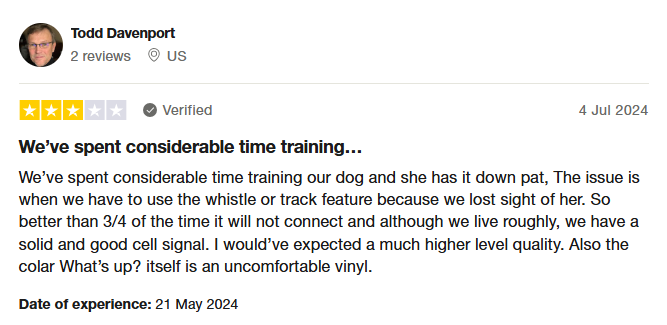 Todd Davenport
2 reviews US
Verified 4 Jul 2024
We’ve spent considerable time training…
We’ve spent considerable time training our dog and she has it down pat, The issue is
when we have to use the whistle or track feature because we lost sight of her. So
better than 3/4 of the time it will not connect and although we live roughly, we have a
solid and good cell signal. I would’ve expected a much higher level quality. Also the
colar What’s up? itself is an uncomfortable vinyl.
Date of experience: 21 May 2024